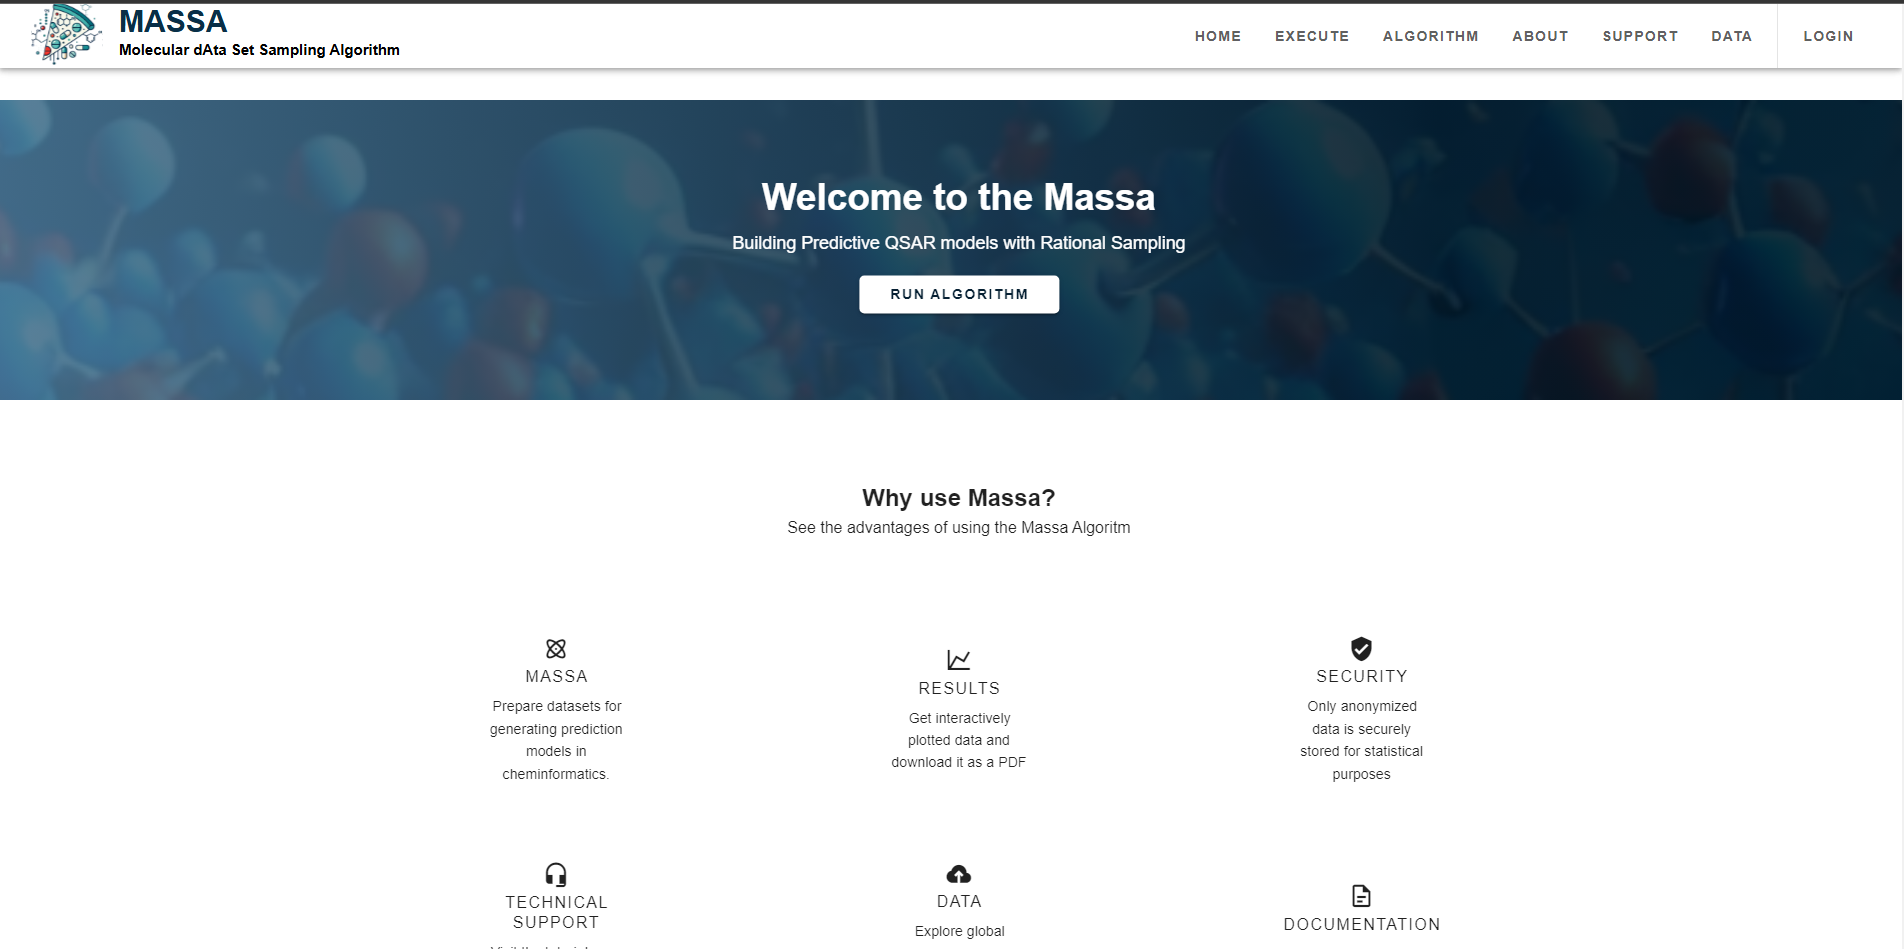 MASSA
Molecular dAta Set Sampling Algorithm
HOME
EXECUTE
ALGORITHM
ABOUT
SUPPORT
DATA
LOGIN
Welcome to the Massa
Building Predictive QSAR models with Rational Sampling
RUN ALGORITHM
Why use Massa?
See the advantages of using the Massa Algoritm
MASSA
Prepare datasets for
generating prediction
models in
cheminformatics.
RESULTS
Get interactively
plotted data and
download it as a PDF
SECURITY
Only anonymized
data is securely
stored for statistical
purposes
TECHNICAL
SUPPORT
DATA
Explore global
DOCUMENTATION